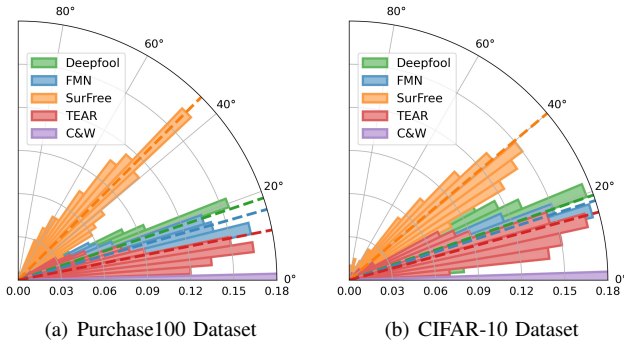 80°
60°
40°
20°
0°
Deepfool
FMN
SurFree
TEAR
C&W
0.00 0.03 0.06 0.09 0.12 0.15 0.18
(a) Purchase100 Dataset
80°
60°
40°
20°
0°
Deepfool
FMN
SurFree
TEAR
C&W
0.00 0.03 0.06 0.09 0.12 0.15 0.18
(b) CIFAR-10 Dataset